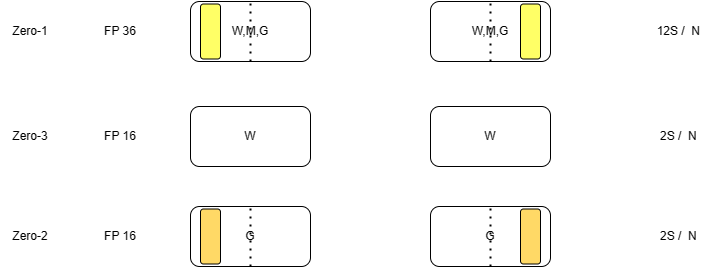 Zero-1 FP 36 W,M,G W,M,G 12S / N
Zero-3 FP 16 W W 2S / N
Zero-2 FP 16 G G 2S / N